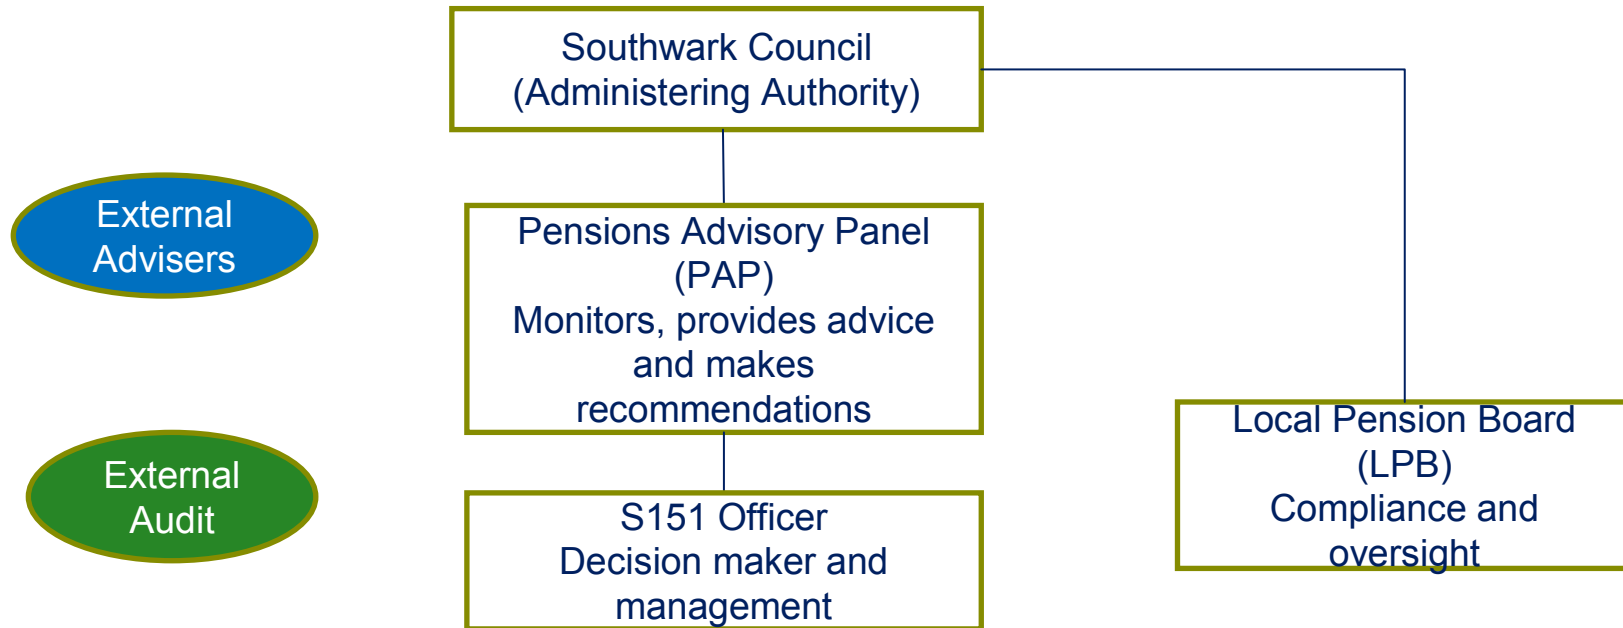 Southwark Council
(Administering Authority)
External
Advisers
Pensions Advisory Panel
(PAP)
Monitors, provides advice
and makes
recommendations
External
Audit
Local Pension Board
(LPB)
Compliance and
oversight
S151 Officer
Decision maker and
management